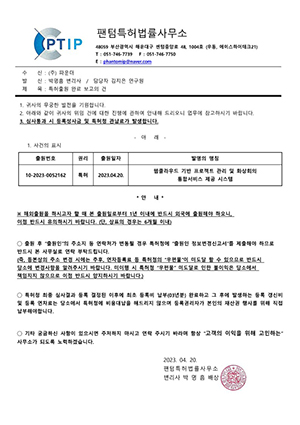 PTIP
팬텀특허법률사무소
48059 부산광역시 해운대구 센텀중앙로 48, 1004호 (우동, 에이스하이테크21)
T : 051-746-7739 / F : 051-746-7750
E : phantomip@naver.com
수 신 : (주) 파운더
발 신 : 박영흠 변리사 / 담당자 김지은 연구원
제 목 : 특허출원 완료 보고의 건
1. 귀사의 무궁한 발전을 기원합니다.
2. 아래와 같이 귀사의 위임 건에 대한 진행에 관하여 안내해 드리오니 업무에 참고하시기 바랍니다.
3. 심사통과 시 등록성사금 및 특허청 관납료가 발생합니다.
- 아 래 -
1. 사건의 표시
출원번호 권리 출원일자 발명의 명칭
10-2023-0052162 특허 2023.04.20. 웹클라우드 기반 프로젝트 관리 및 화상회의
통합서비스 제공 시스템
* 안 내 *
※ 해외출원을 하시고자 할 때 본 출원일로부터 1년 이내에 반드시 외국에 출원해야 하오니,
이점 반드시 유의하시기 바랍니다. (단, 상표의 경우는 6개월 이내)
◎ 출원 후 "출원인"의 주소지 등 연락처가 변동될 경우 특허청에 "출원인 정보변경신고서"를 제출해야 하므로
반드시 본 사무실로 연락 부탁드립니다.
(즉, 등본상의 주소 변경 시에는 추후, 연차등록료 등 특허청의 "우편물"이 미도달 할 수 있으므로 반드시
당소에 변경사항을 알려주시기 바랍니다. 미이행 시 특허청 "우편물" 미도달로 인한 불이익은 당소에서
책임지지 않으므로 이점 반드시 양지하시기 바랍니다.)
◎ 특허청 최종 심사결과 등록 결정된 이후에 최초 등록비 납부(3년분) 완료하고 그 후에 발생하는 등록 갱신비
및 등록 연차료는 당소에서 특허청에 비용대납을 해드리지 않으며 등록권리자가 본인의 재산권 행사를 위해 직접
납부해야합니다.
◎ 기타 궁금하신 사항이 있으시면 주저하지 마시고 연락 주시기 바라며 항상 "고객의 이익을 위해 고민하는"
사무소가 되도록 노력하겠습니다.
2023. 04. 20.
팬텀특허법률사무소
변리사 박 영 흠 배상